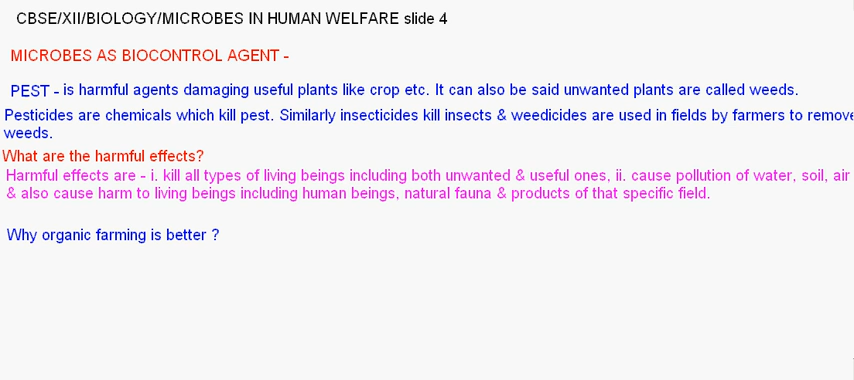 CBSE/XII/BIOLOGY/MICROBES IN HUMAN WELFARE slide 4
MICROBES AS BIOCONTROL AGENT -
PEST - is harmful agents damaging useful plants like crop etc. It can also be said unwanted plants are called weeds.
Pesticides are chemicals which kill pest. Similarly insecticides kill insects & weedicides are used in fields by farmers to remove
weeds.
What are the harmful effects?
Harmful effects are - i. kill all types of living beings including both unwanted & useful ones, ii. cause pollution of water, soil, air
& also cause harm to living beings including human beings, natural fauna & products of that specific field.
Why organic farming is better ?